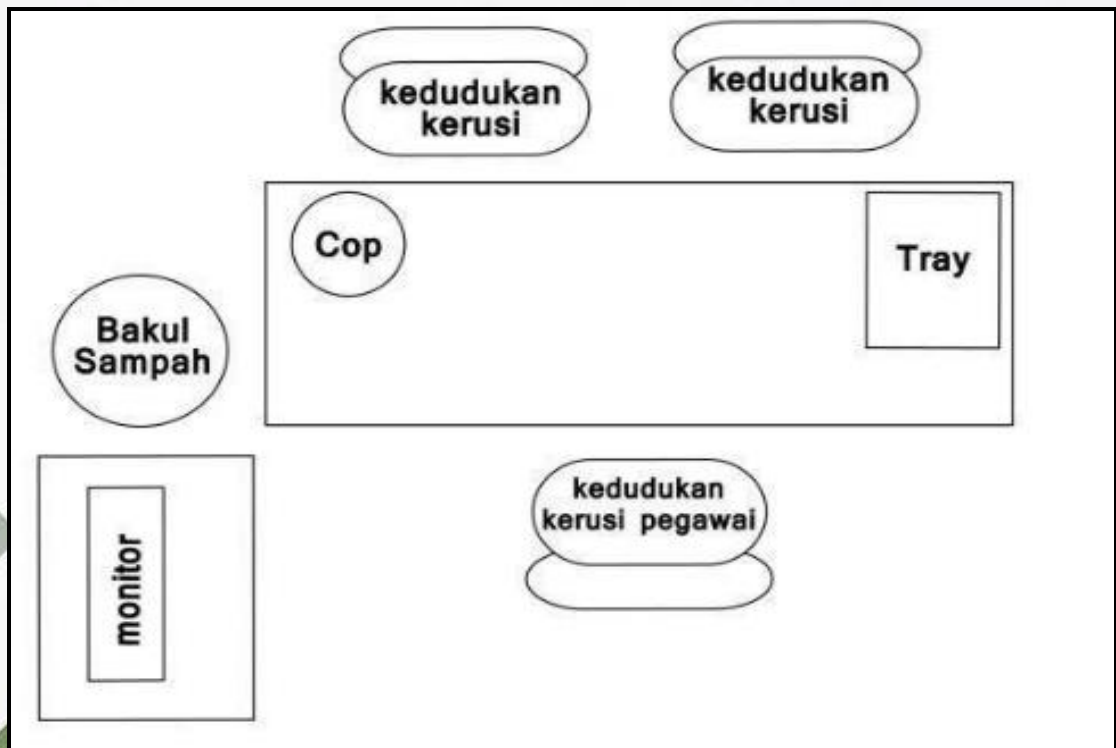 kedudukan
kerusi
kedudukan
kerusi
Cop
Tray
Bakul
Sampah
kedudukan
kerusi pegawai
monitor